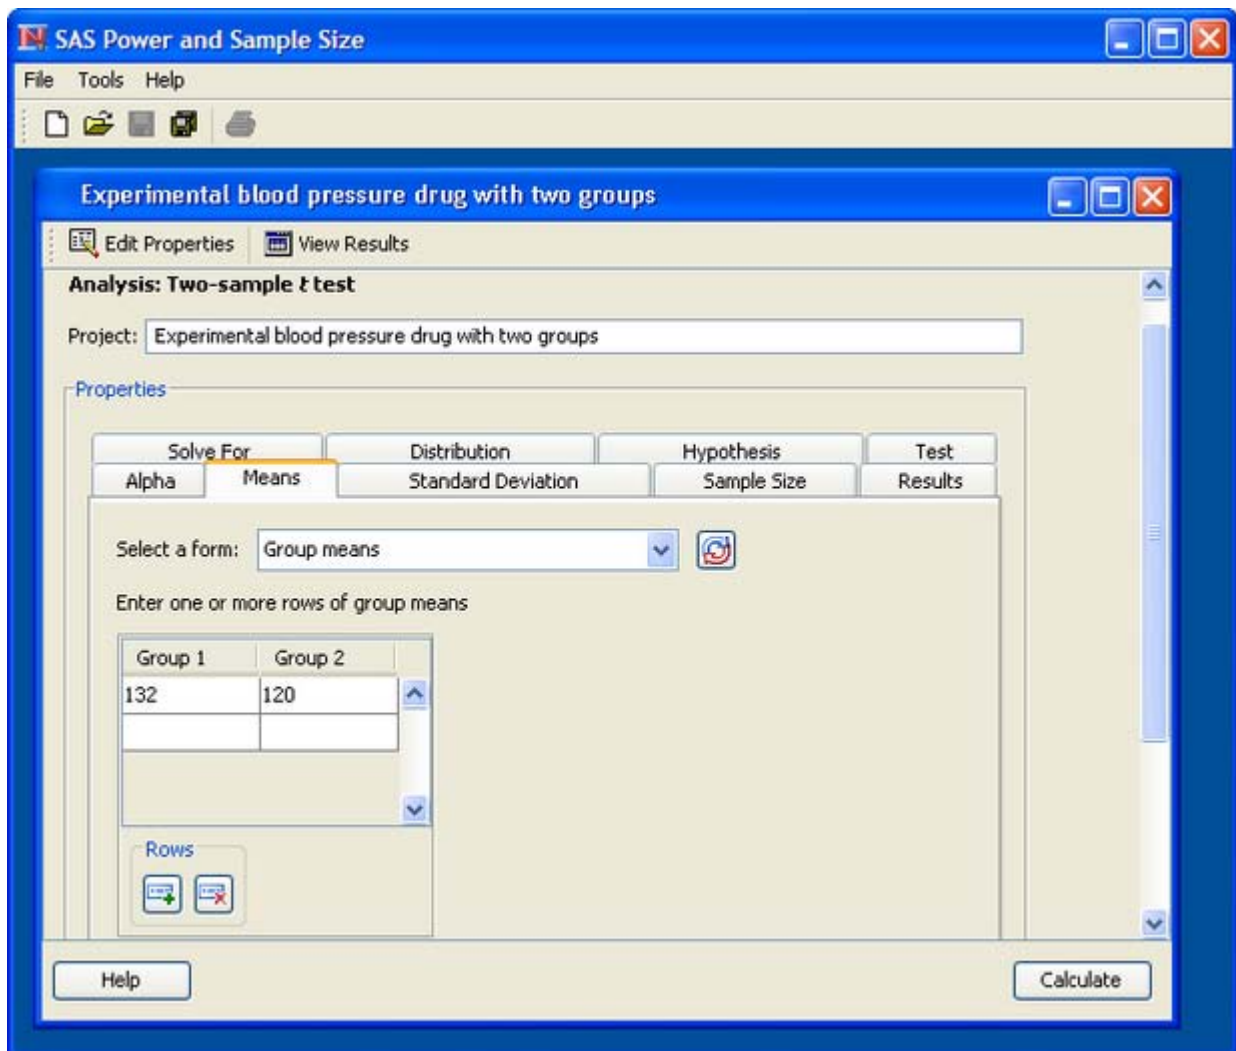 SAS Power and Sample Size
File Tools Help
Experimental blood pressure drug with two groups
Edit Properties View Results
Analysis: Two-sample t test
Project: Experimental blood pressure drug with two groups
Properties
Solve For Distribution Hypothesis Test
Alpha Means Standard Deviation Sample Size Results
Select a form: Group means
Enter one or more rows of group means
Group 1 Group 2
132 120
Rows
Help Calculate